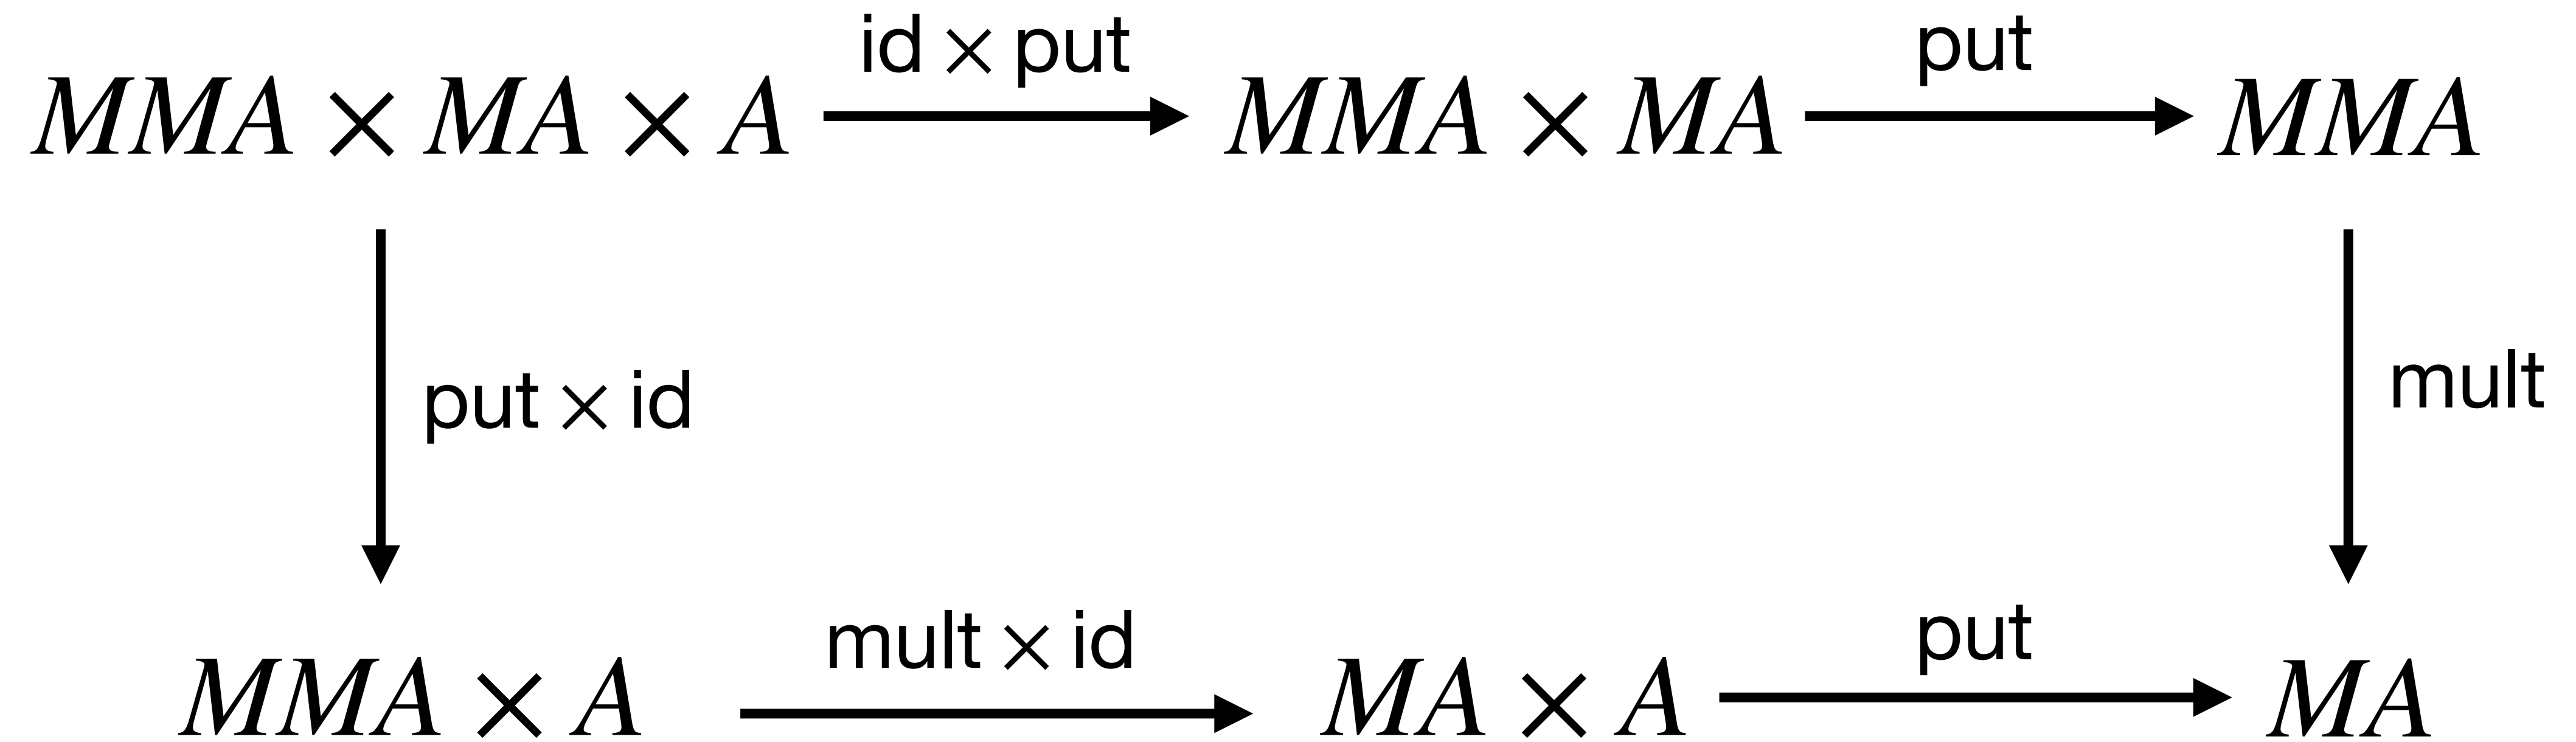 id × put
put
MMA × MA × A
MMA × MA
MMA
put × id
mult
mult × id
put
MMA × A
MA × A
MA